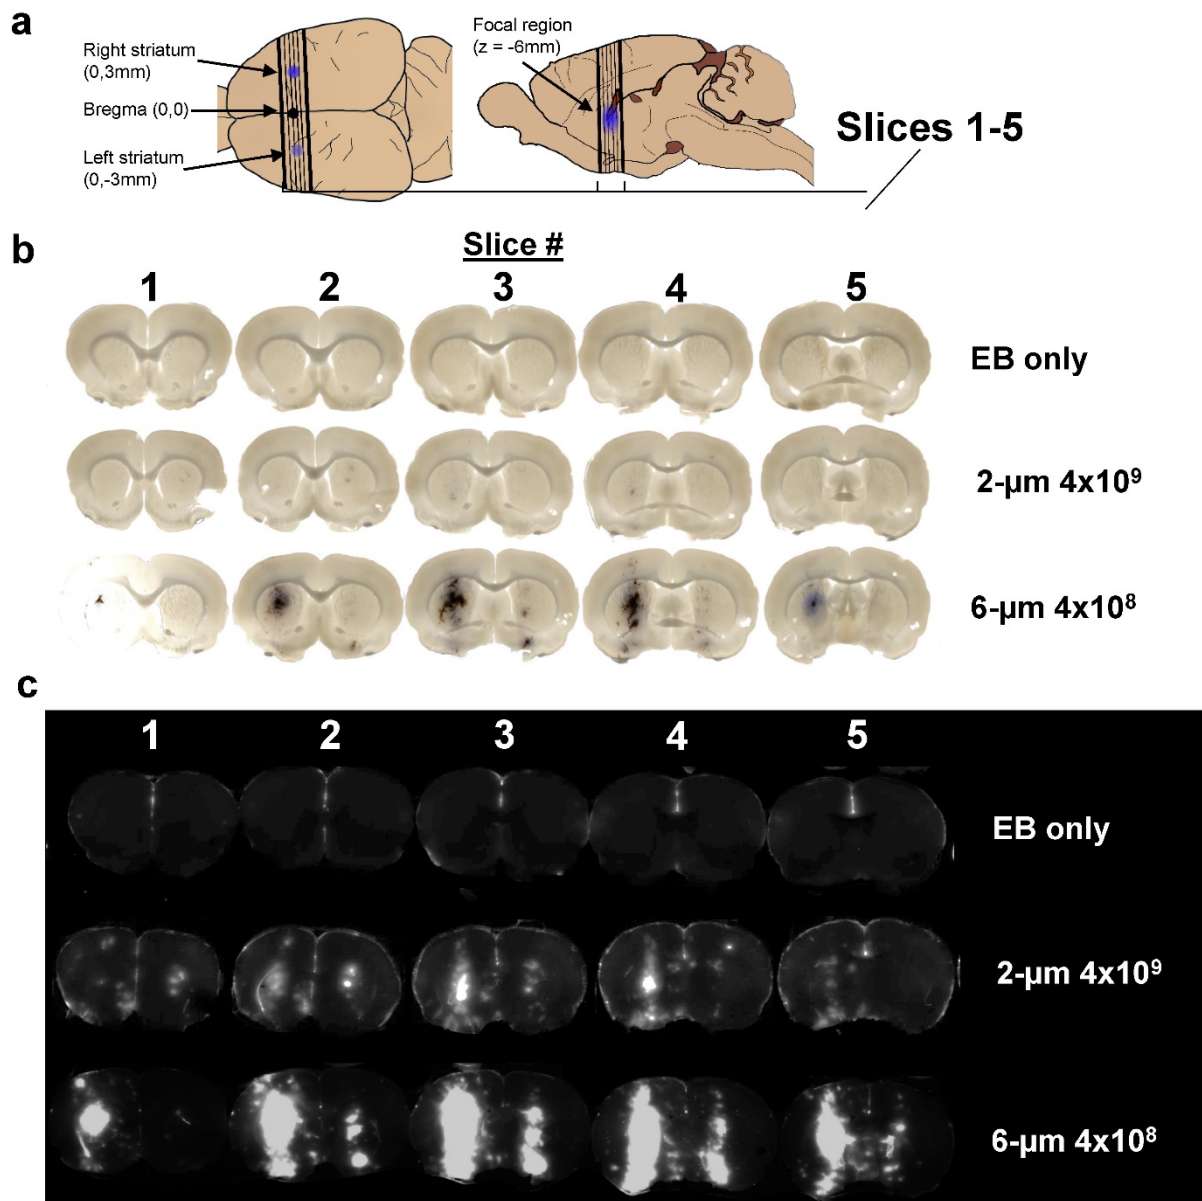 a
Right striatum
(0,3mm)
Bregma (0,0)
Left striatum
(0,-3mm)
Focal region
(z = -6mm)
Slices 1-5
b
Slice #
1 2 3 4 5
EB only
2-µm 4x10⁹
6-µm 4x10⁸
c
1 2 3 4 5
EB only
2-µm 4x10⁹
6-µm 4x10⁸